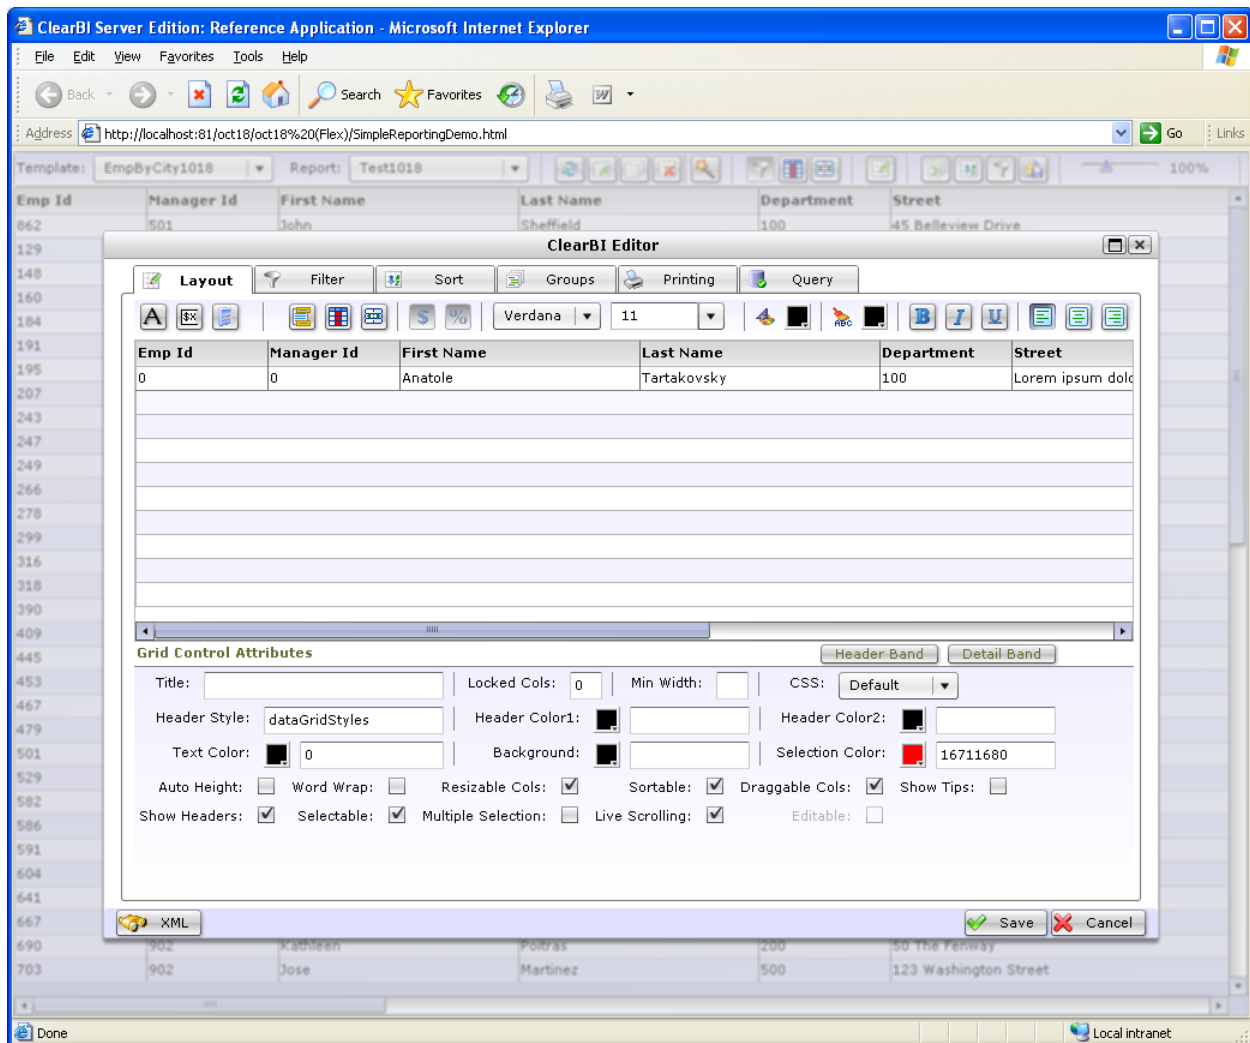 ClearBI Server Edition: Reference Application - Microsoft Internet Explorer
File Edit View Favorites Tools Help
Back Search Favorites
Address http://localhost:81/oct18/oct18%20(Flex)/SimpleReportingDemo.html Go Links
Template: EmpByCity1018 Report: Test1018 100%
Emp Id Manager Id First Name Last Name Department Street
862 501 John Sheffield 100 45 Belleview Drive
129
148
160
184
191
195
207
243
247
249
266
278
299
316
318
390
409
445
453
467
479
501
529
582
586
591
604
641
667
690 902 Kathleen Poitras 200 50 The Fenway
703 902 Jose Martinez 500 123 Washington Street
ClearBI Editor
Layout Filter Sort Groups Printing Query
A $X $ % Verdana 11 ABC B I U
Emp Id Manager Id First Name Last Name Department Street
0 0 Anatole Tartakovsky 100 Lorem ipsum dolo
Grid Control Attributes Header Band Detail Band
Title: Locked Cols: 0 Min Width: CSS: Default
Header Style: dataGridStyles Header Color1: Header Color2:
Text Color: 0 Background: Selection Color: 16711680
Auto Height: Word Wrap: Resizable Cols: Sortable: Draggable Cols: Show Tips:
Show Headers: Selectable: Multiple Selection: Live Scrolling: Editable:
XML Save Cancel
Done Local intranet